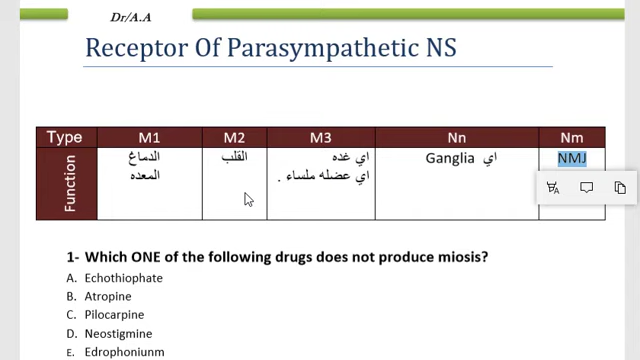 Dr/A.A
Receptor Of Parasympathetic NS
Type M1 M2 M3 Nn Nm
Function
الدماغ
المعده
القلب
اي غده
اي عضله ملساء .
اي Ganglia
NMJ
1- Which ONE of the following drugs does not produce miosis?
A. Echothiophate
B. Atropine
C. Pilocarpine
D. Neostigmine
E. Edrophoniunm